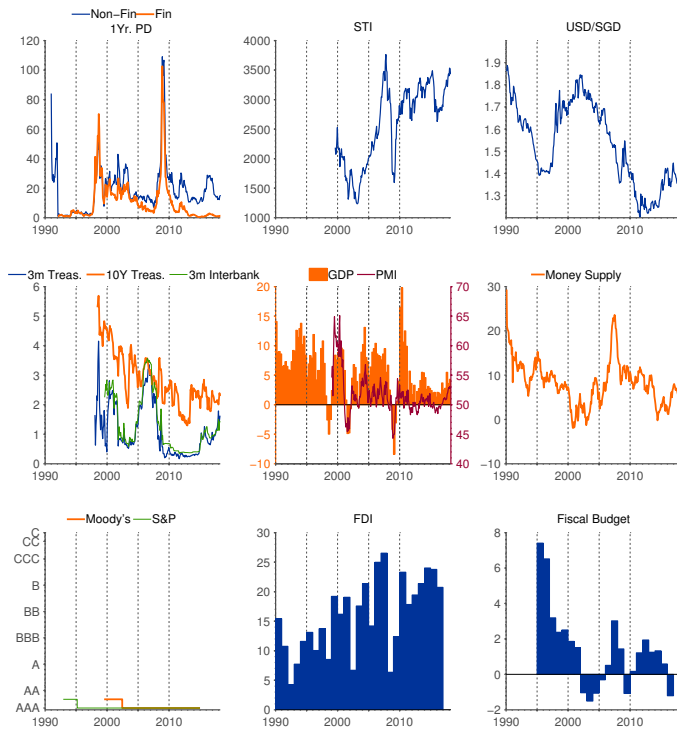 Non−Fin Fin
1Yr. PD
STI
USD/SGD
120
100
80
60
40
20
0
1990 2000 2010
4000
3500
3000
2500
2000
1500
1000
1990 2000 2010
1.9
1.8
1.7
1.6
1.5
1.4
1.3
1990 2000 2010
3m Treas. 10Y Treas. 3m Interbank
6
5
4
3
2
1
0
1990 2000 2010
GDP PMI
20
15
10
5
0
−5
−10
70
65
60
55
50
45
40
1990 2000 2010
Money Supply
30
20
10
0
−10
1990 2000 2010
Moody's S&P
C
CC
CCC
B
BB
BBB
A
AA
AAA
1990 2000 2010
FDI
30
25
20
15
10
5
0
1990 2000 2010
Fiscal Budget
8
6
4
2
0
−2
1990 2000 2010